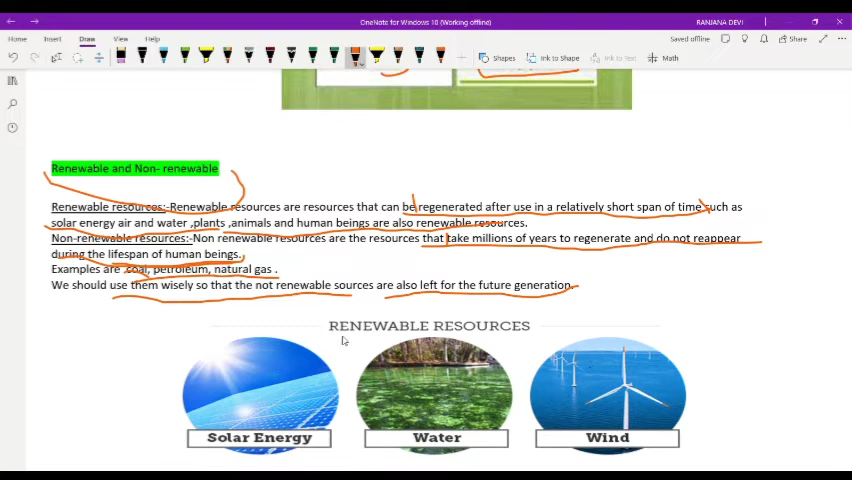 OneNote for Windows 10 (Working offline)
RANJANA DEVI
Home Insert Draw View Help
Saved offline Share
Shapes Ink to Shape Ink to Text Math
Renewable and Non- renewable
Renewable resources:-Renewable resources are resources that can be regenerated after use in a relatively short span of time such as
solar energy air and water ,plants ,animals and human beings are also renewable resources.
Non-renewable resources:-Non renewable resources are the resources that take millions of years to regenerate and do not reappear
during the lifespan of human beings.
Examples are ,coal, petroleum, natural gas .
We should use them wisely so that the not renewable sources are also left for the future generation.
RENEWABLE RESOURCES
Solar Energy Water Wind